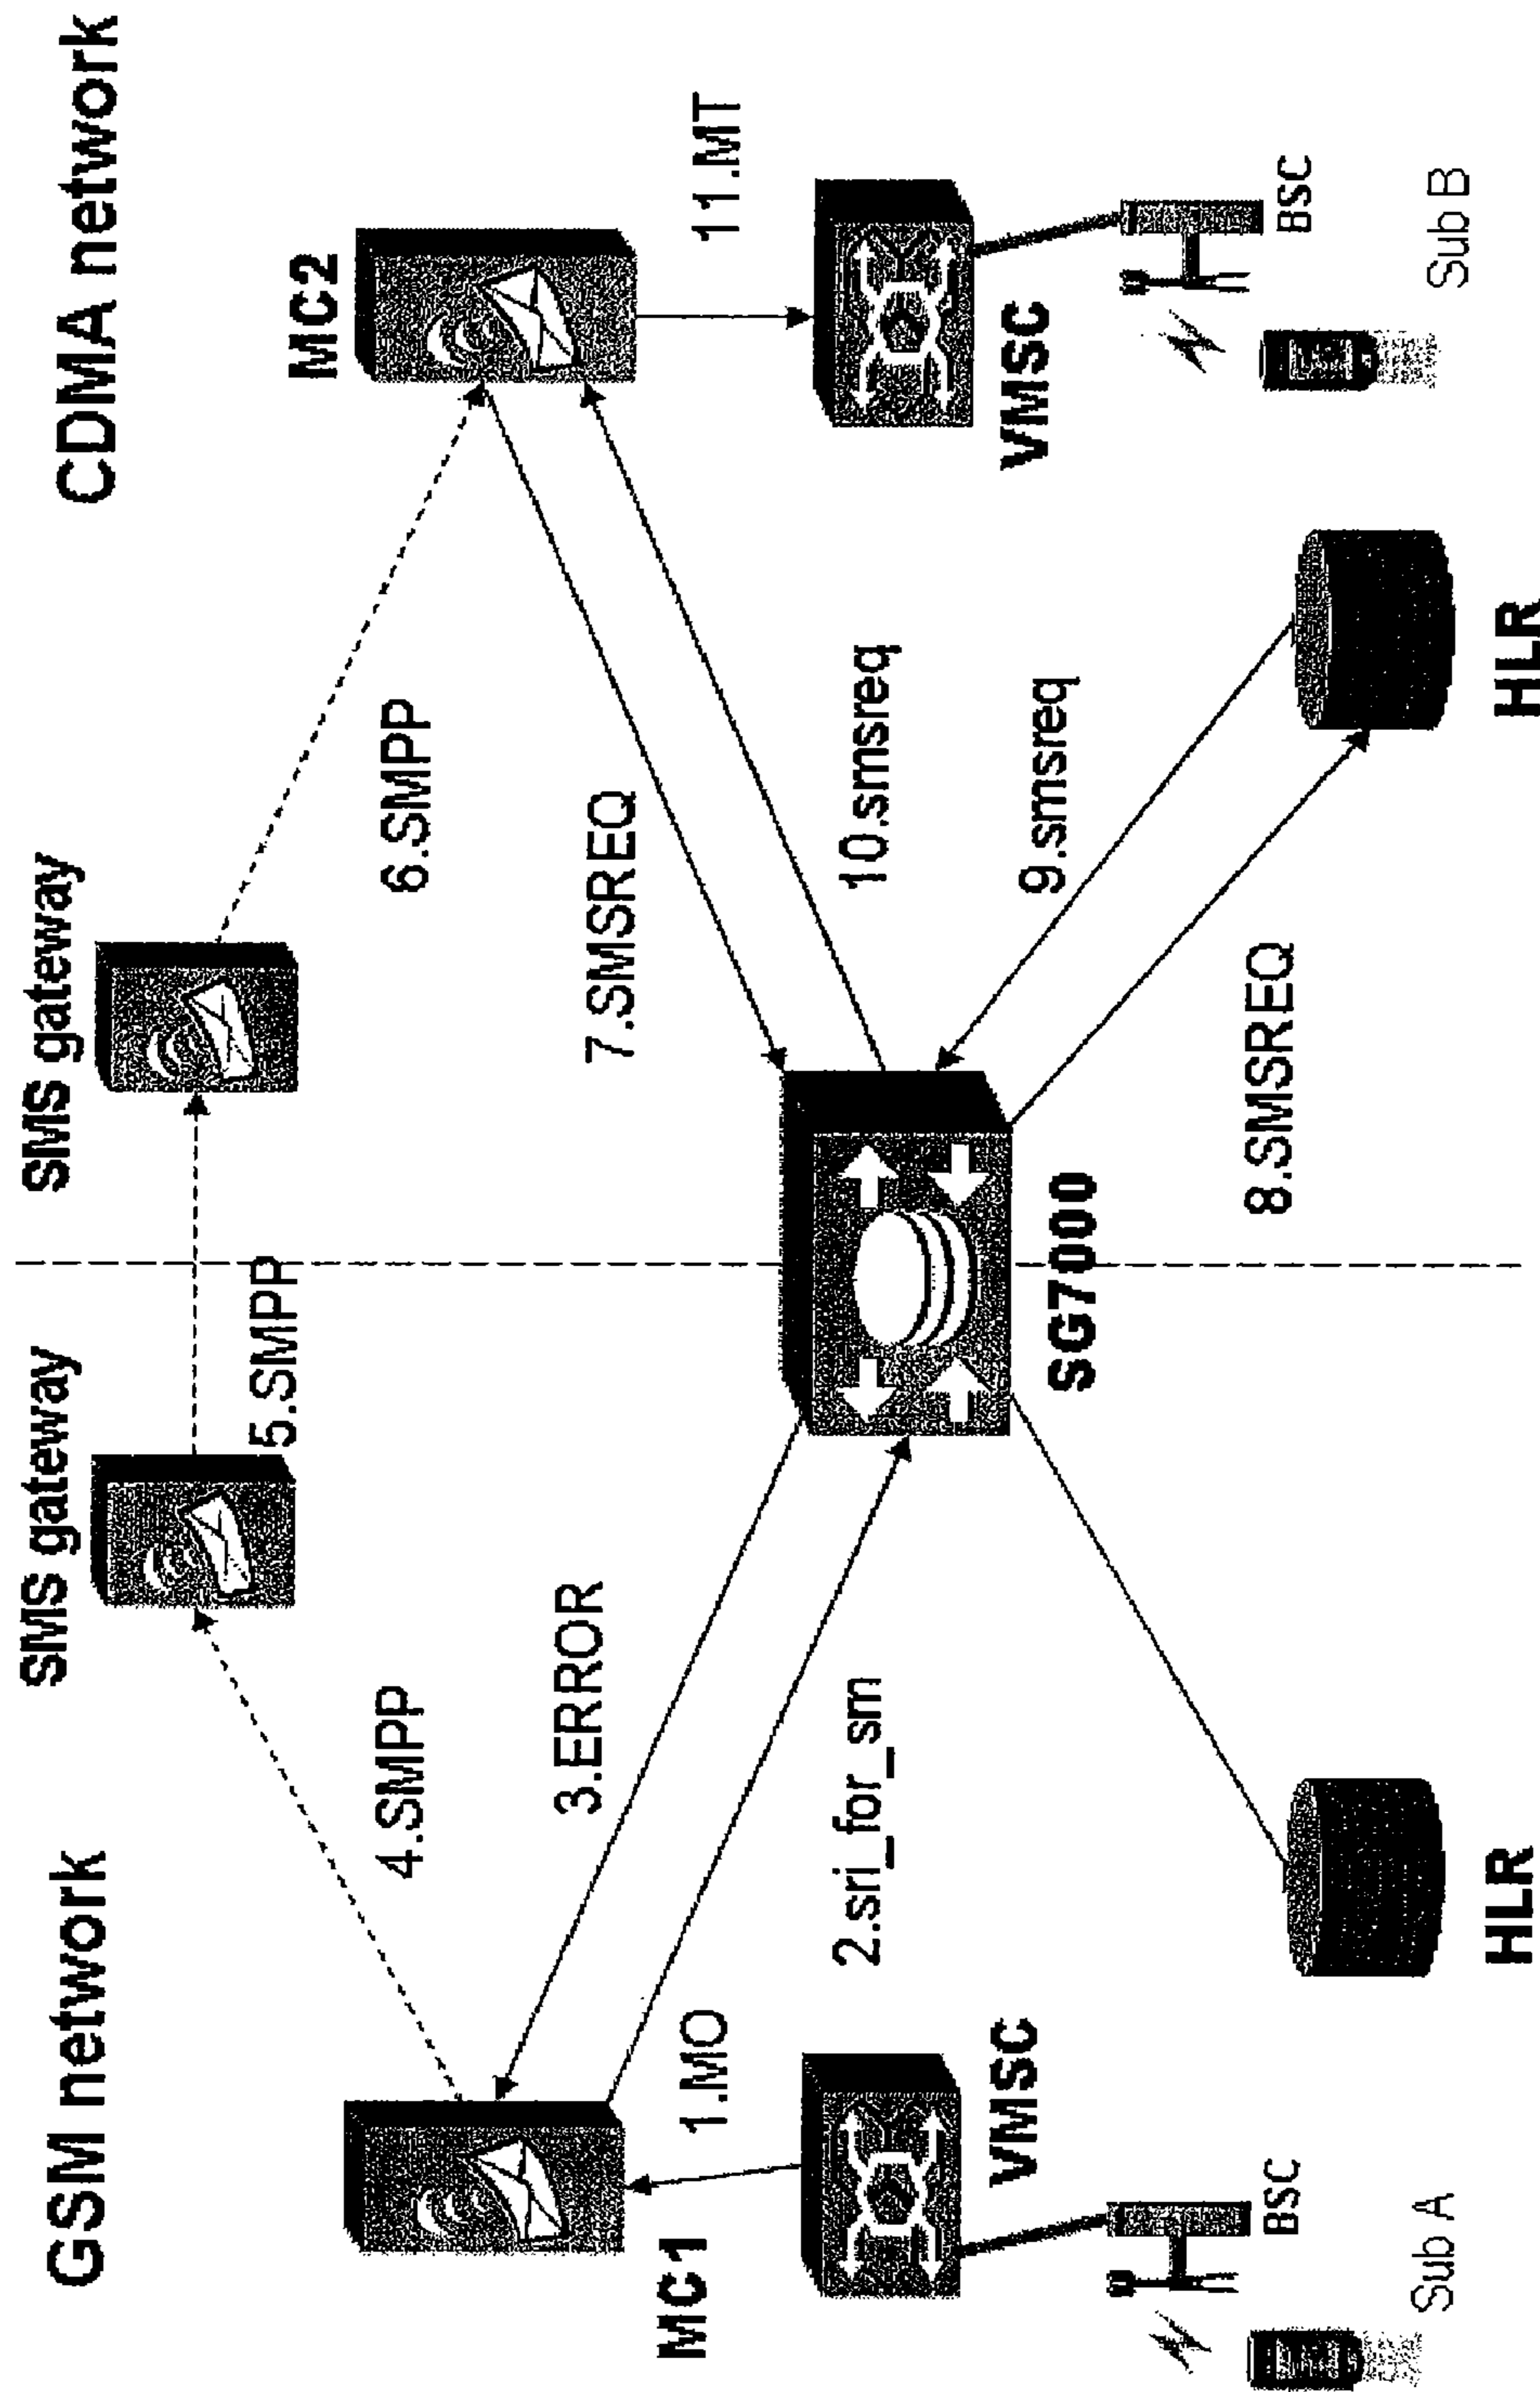 GSM network
CDMA network
SMS gateway
SMS gateway
5.SMPP
4.SMPP
6.SMPP
MC1
MC2
3.ERROR
7.SMSREQ
1.MO
11.MT
2.sri_for_sm
10.smsreq
VMSC
SG7000
9.smsreq
VMSC
8.SMSREQ
BSC
BSC
Sub A
HLR
HLR
Sub B